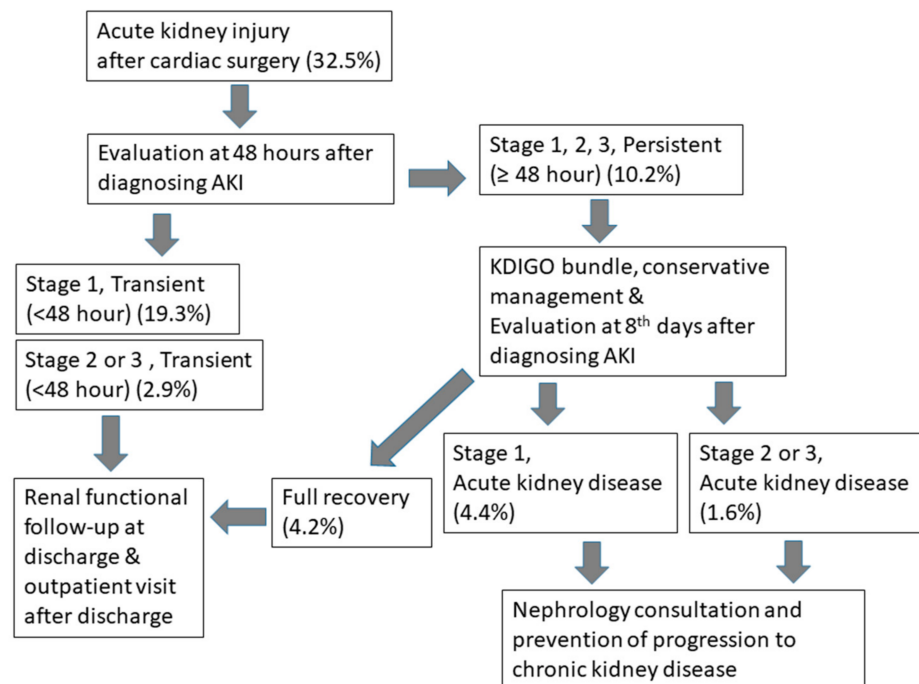 Acute kidney injury
after cardiac surgery (32.5%)
Evaluation at 48 hours after
diagnosing AKI
Stage 1, 2, 3, Persistent
(≥ 48 hour) (10.2%)
Stage 1, Transient
(<48 hour) (19.3%)
Stage 2 or 3 , Transient
(<48 hour) (2.9%)
KDIGO bundle, conservative
management &
Evaluation at 8th days after
diagnosing AKI
Renal functional
follow-up at
discharge &
outpatient visit
after discharge
Full recovery
(4.2%)
Stage 1,
Acute kidney disease
(4.4%)
Stage 2 or 3,
Acute kidney disease
(1.6%)
Nephrology consultation and
prevention of progression to
chronic kidney disease